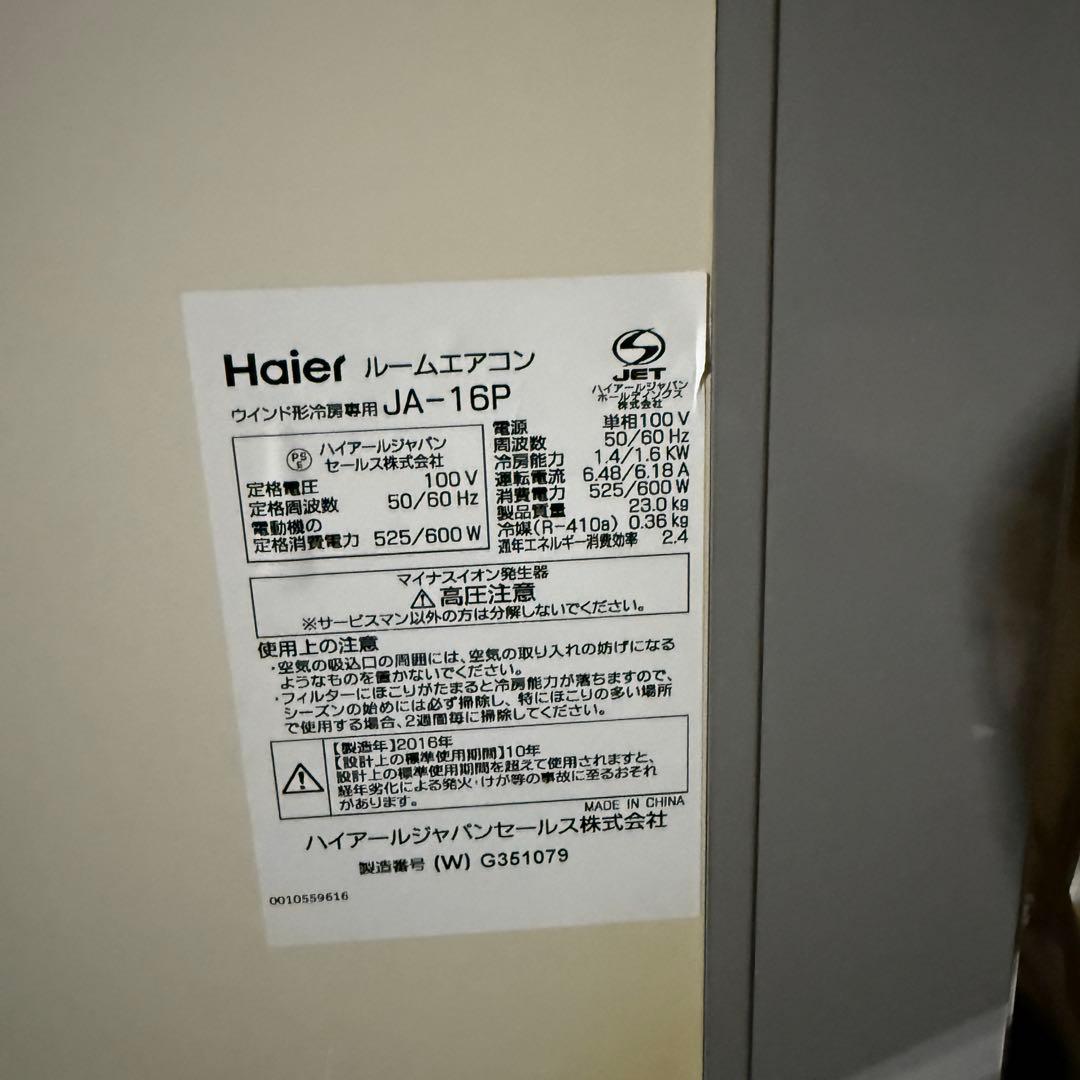 Haier ルームエアコン
ウインド形冷房専用 JA-16P
JET
ハイアールジャパン
ホールディングス
株式会社
PSE ハイアールジャパン
セールス株式会社
定格電圧 100V
定格周波数 50/60Hz
電動機の
定格消費電力 525/600W
電源 単相100V
周波数 50/60Hz
冷房能力 1.4/1.6KW
運転電流 6.48/6.18A
消費電力 525/600W
製品質量 23.0kg
冷媒(R-410a) 0.36kg
通年エネルギー消費効率 2.4
マイナスイオン発生器
⚠高圧注意
※サービスマン以外の方は分解しないでください。
使用上の注意
・空気の吸込口の周囲には、空気の取り入れの妨げになる
ようなものを置かないでください。
・フィルターにほこりがたまると冷房能力が落ちますので、
シーズンの始めには必ず掃除し、特にほこりの多い場所
で使用する場合、2週間毎に掃除してください。
【製造年】2016年
【設計上の標準使用期間】10年
設計上の標準使用期間を超えて使用されますと、
経年劣化による発火・けが等の事故に至るおそれ
があります。
MADE IN CHINA
ハイアールジャパンセールス株式会社
製造番号 (W) G351079
0010559616